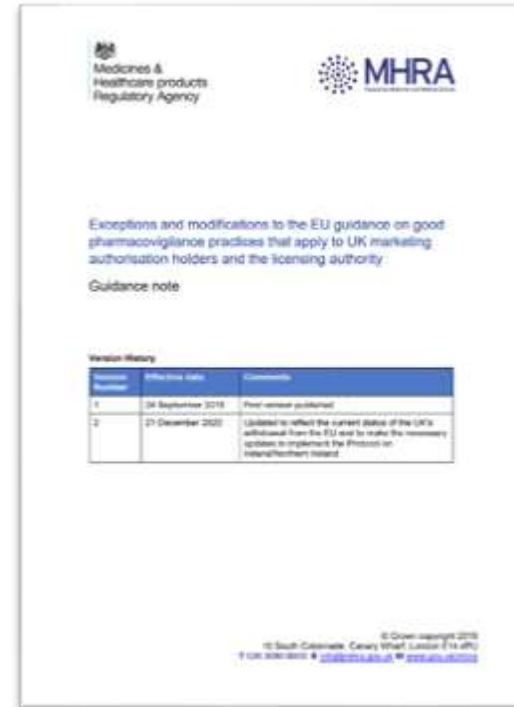 Medicines &
Healthcare products
Regulatory Agency
MHRA
Exceptions and modifications to the EU guidance on good
pharmacovigilance practices that apply to UK marketing
authorisation holders and the licensing authority
Guidance note
Version History
Version Number Effective date Comments
1 First version published
2 21 December 2020 Updated to reflect the current status of the UK's
withdrawal from the EU and to make the necessary
updates to implement the Protocol on
Ireland/Northern Ireland
© Crown copyright
10 South Colonnade, Canary Wharf, London E14 4PU